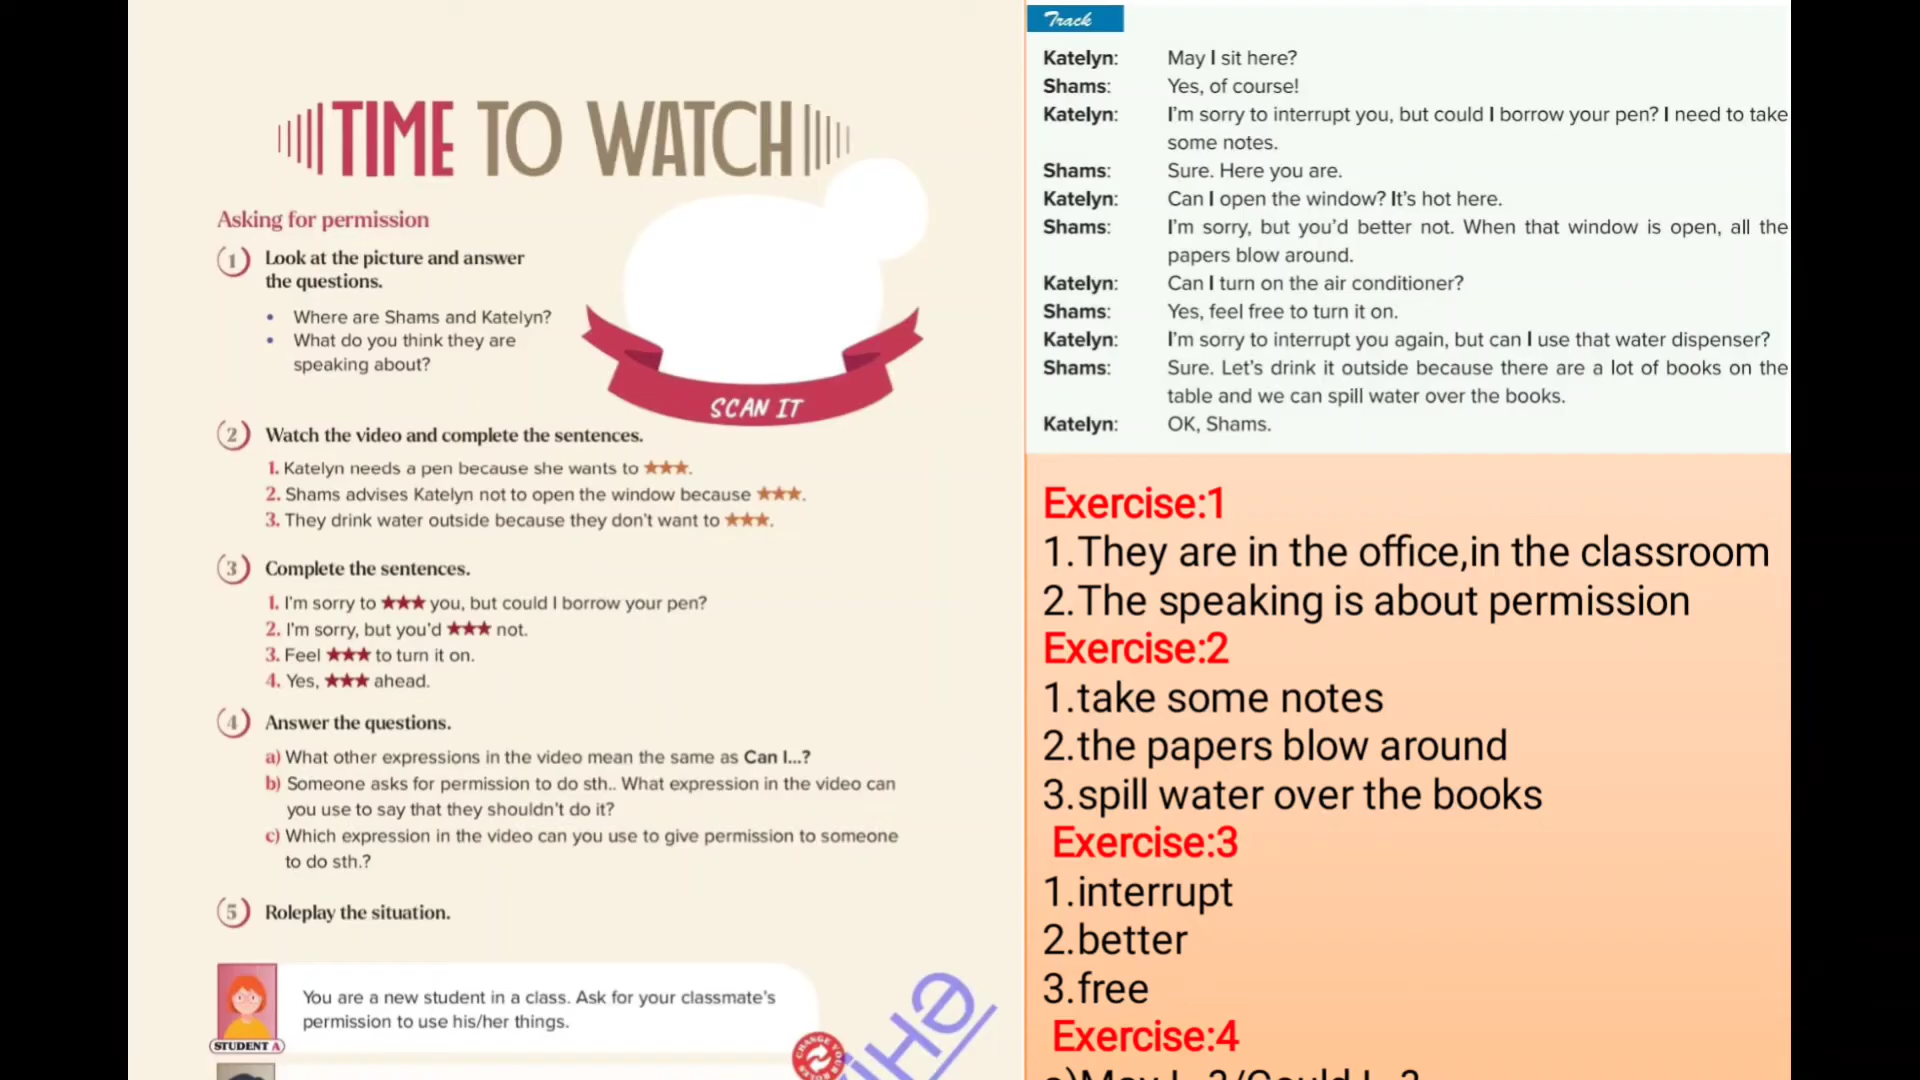 TIME TO WATCH
Asking for permission
1 Look at the picture and answer
the questions.
• Where are Shams and Katelyn?
• What do you think they are
speaking about?
SCAN IT
2 Watch the video and complete the sentences.
1. Katelyn needs a pen because she wants to ★★★.
2. Shams advises Katelyn not to open the window because ★★★.
3. They drink water outside because they don't want to ★★★.
3 Complete the sentences.
1. I'm sorry to ★★★ you, but could I borrow your pen?
2. I'm sorry, but you'd ★★★ not.
3. Feel ★★★ to turn it on.
4. Yes, ★★★ ahead.
4 Answer the questions.
a) What other expressions in the video mean the same as Can I...?
b) Someone asks for permission to do sth.. What expression in the video can
you use to say that they shouldn't do it?
c) Which expression in the video can you use to give permission to someone
to do sth.?
5 Roleplay the situation.
You are a new student in a class. Ask for your classmate's
permission to use his/her things.
STUDENT A
CHANGE YOUR
Track
Katelyn: May I sit here?
Shams: Yes, of course!
Katelyn: I'm sorry to interrupt you, but could I borrow your pen? I need to take
some notes.
Shams: Sure. Here you are.
Katelyn: Can I open the window? It's hot here.
Shams: I'm sorry, but you'd better not. When that window is open, all the
papers blow around.
Katelyn: Can I turn on the air conditioner?
Shams: Yes, feel free to turn it on.
Katelyn: I'm sorry to interrupt you again, but can I use that water dispenser?
Shams: Sure. Let's drink it outside because there are a lot of books on the
table and we can spill water over the books.
Katelyn: OK, Shams.
Exercise:1
1.They are in the office,in the classroom
2.The speaking is about permission
Exercise:2
1.take some notes
2.the papers blow around
3.spill water over the books
Exercise:3
1.interrupt
2.better
3.free
Exercise:4
a)May I..?/Could I..?